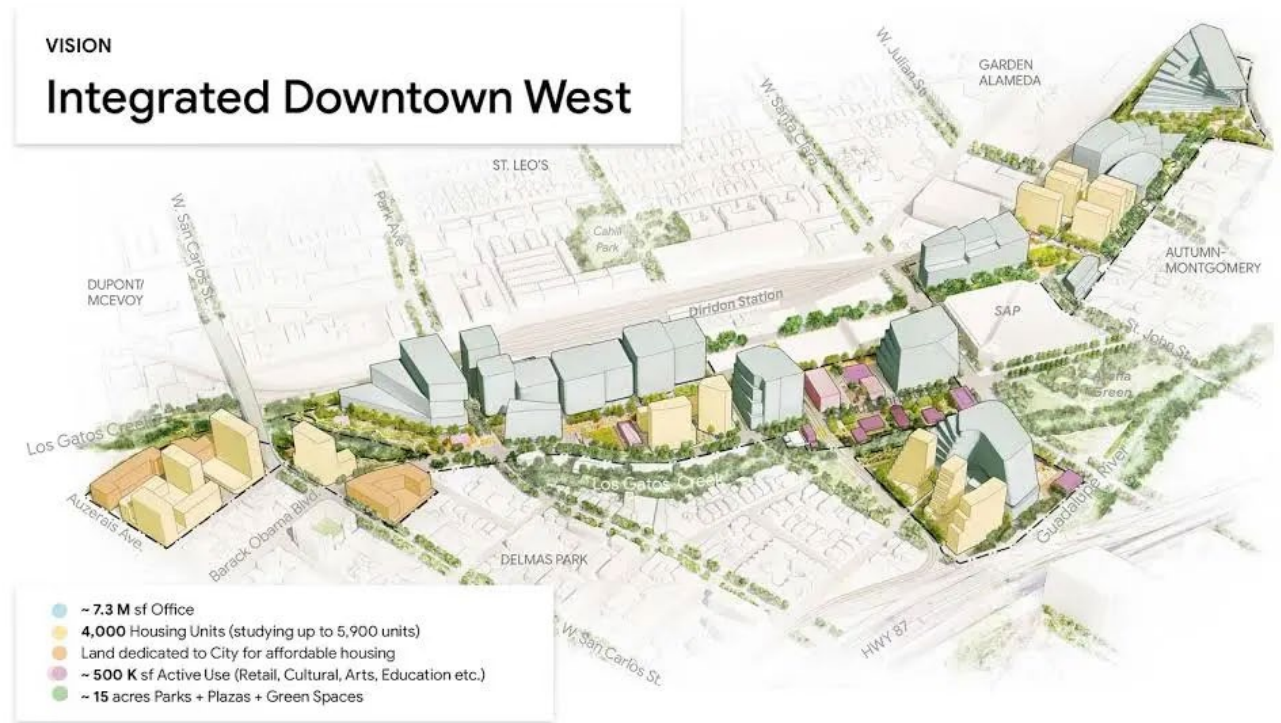 VISION
Integrated Downtown West
W. Julian St.
GARDEN
ALAMEDA
W. Santa Clara
ST. LEO'S
W. San Carlos St.
Park Ave.
Cahill
Park
AUTUMN-
MONTGOMERY
DUPONT/
MCEVOY
Diridon Station
SAP
St. John St.
Green
Los Gatos Creek
Los Gatos Creek
Auzerais Ave.
Barack Obama Blvd.
Guadalupe River
DELMAS PARK
HWY 87
W. San Carlos St.
~ 7.3 M sf Office
4,000 Housing Units (studying up to 5,900 units)
Land dedicated to City for affordable housing
~ 500 K sf Active Use (Retail, Cultural, Arts, Education etc.)
~ 15 acres Parks + Plazas + Green Spaces